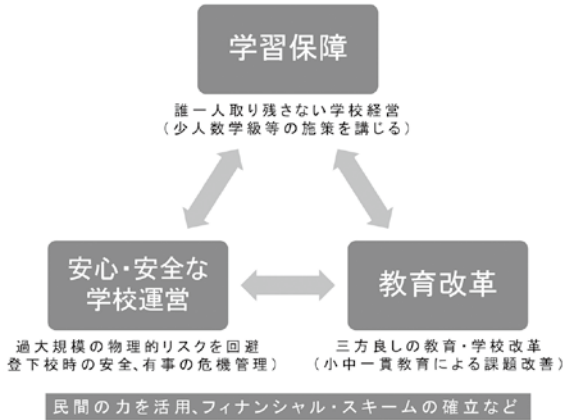 学習保障
誰一人取り残さない学校経営
(少人数学級等の施策を講じる)
安心・安全な
学校運営
過大規模の物理的リスクを回避
登下校時の安全、有事の危機管理)
教育改革
三方良しの教育・学校改革
(小中一貫教育による課題改善)
民間の力を活用、フィナンシャル・スキームの確立など